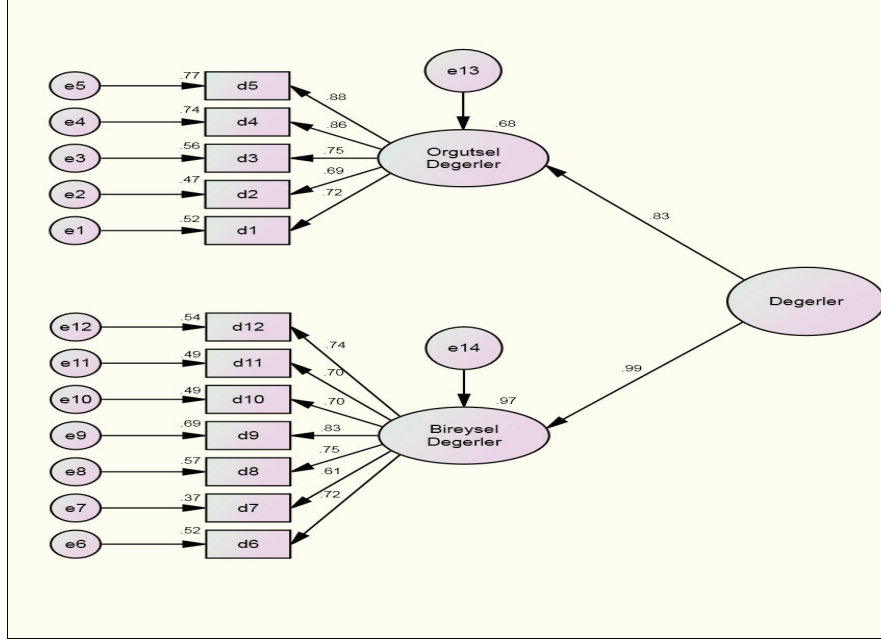 e5
.77
d5
.88
e4
.74
d4
.86
e3
.56
d3
.75
e2
.47
d2
.69
e1
.52
d1
.72
e13
.68
Orgutsel
Degerler
.83
Degerler
.99
e12
.54
d12
.74
e11
.49
d11
.70
e10
.49
d10
.70
e9
.69
d9
.83
e8
.57
d8
.75
e7
.37
d7
.61
e6
.52
d6
.72
e14
.97
Bireysel
Degerler